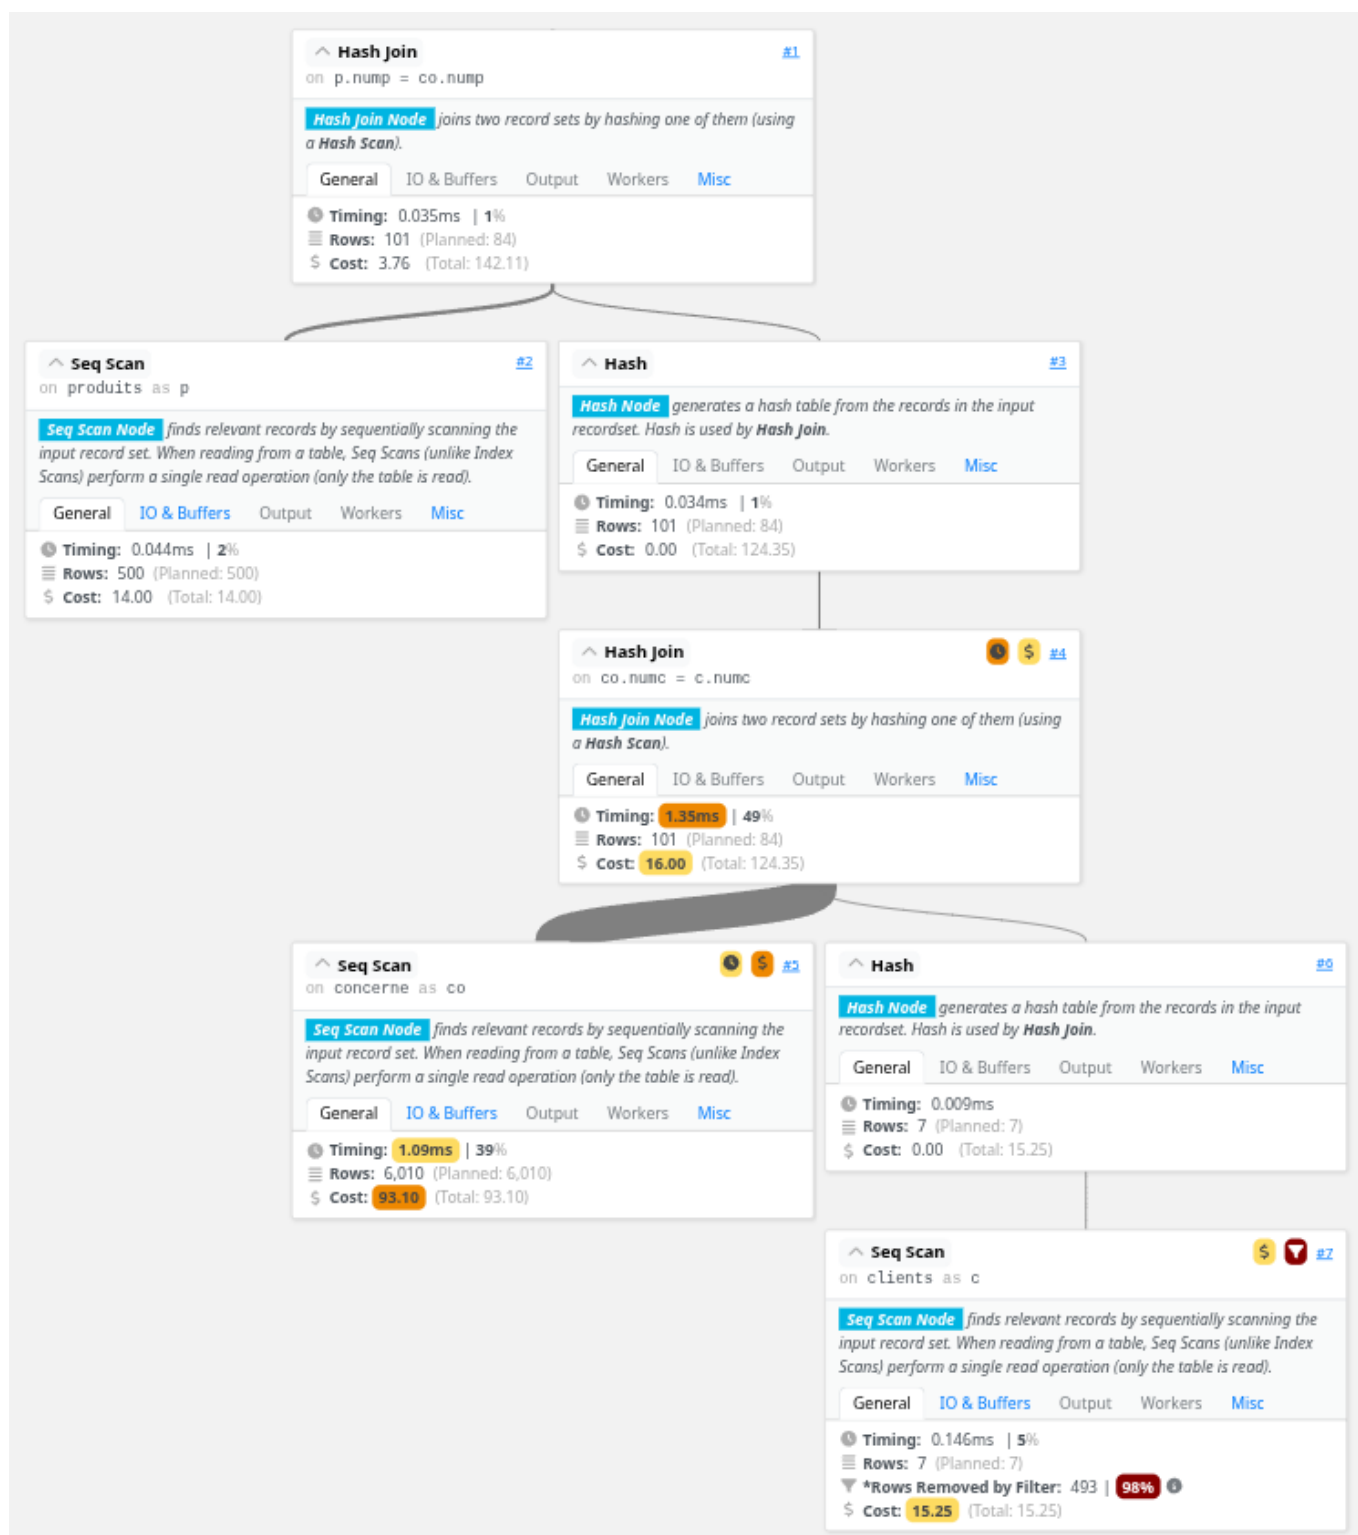 Hash Join #1
on p.nump = co.nump
Hash Join Node joins two record sets by hashing one of them (using
a Hash Scan).
General IO & Buffers Output Workers Misc
Timing: 0.035ms | 1%
Rows: 101 (Planned: 84)
$ Cost: 3.76 (Total: 142.11)
Seq Scan #2
on produits as p
Seq Scan Node finds relevant records by sequentially scanning the
input record set. When reading from a table, Seq Scans (unlike Index
Scans) perform a single read operation (only the table is read).
General IO & Buffers Output Workers Misc
Timing: 0.044ms | 2%
Rows: 500 (Planned: 500)
$ Cost: 14.00 (Total: 14.00)
Hash #3
Hash Node generates a hash table from the records in the input
recordset. Hash is used by Hash Join.
General IO & Buffers Output Workers Misc
Timing: 0.034ms | 1%
Rows: 101 (Planned: 84)
$ Cost: 0.00 (Total: 124.35)
Hash Join $ #4
on co.numc = c.numc
Hash Join Node joins two record sets by hashing one of them (using
a Hash Scan).
General IO & Buffers Output Workers Misc
Timing: 1.35ms | 49%
Rows: 101 (Planned: 84)
$ Cost: 16.00 (Total: 124.35)
Seq Scan $ #5
on concerne as co
Seq Scan Node finds relevant records by sequentially scanning the
input record set. When reading from a table, Seq Scans (unlike Index
Scans) perform a single read operation (only the table is read).
General IO & Buffers Output Workers Misc
Timing: 1.09ms | 39%
Rows: 6,010 (Planned: 6,010)
$ Cost: 93.10 (Total: 93.10)
Hash #6
Hash Node generates a hash table from the records in the input
recordset. Hash is used by Hash Join.
General IO & Buffers Output Workers Misc
Timing: 0.009ms
Rows: 7 (Planned: 7)
$ Cost: 0.00 (Total: 15.25)
Seq Scan $ #7
on clients as c
Seq Scan Node finds relevant records by sequentially scanning the
input record set. When reading from a table, Seq Scans (unlike Index
Scans) perform a single read operation (only the table is read).
General IO & Buffers Output Workers Misc
Timing: 0.146ms | 5%
Rows: 7 (Planned: 7)
*Rows Removed by Filter: 493 | 98%
$ Cost: 15.25 (Total: 15.25)